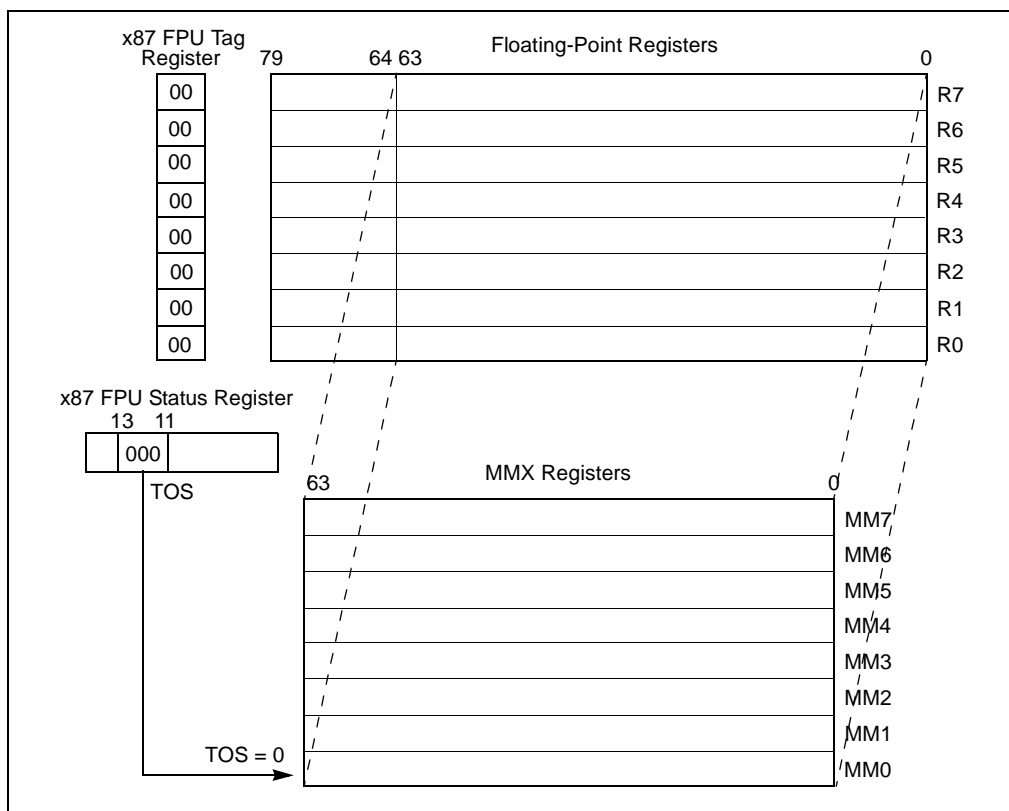 x87 FPU Tag
Register
Floating-Point Registers
79 64 63 0
00 R7
00 R6
00 R5
00 R4
00 R3
00 R2
00 R1
00 R0
x87 FPU Status Register
13 11
000
TOS
MMX Registers
63 0
MM7
MM6
MM5
MM4
MM3
MM2
MM1
TOS = 0
MM0